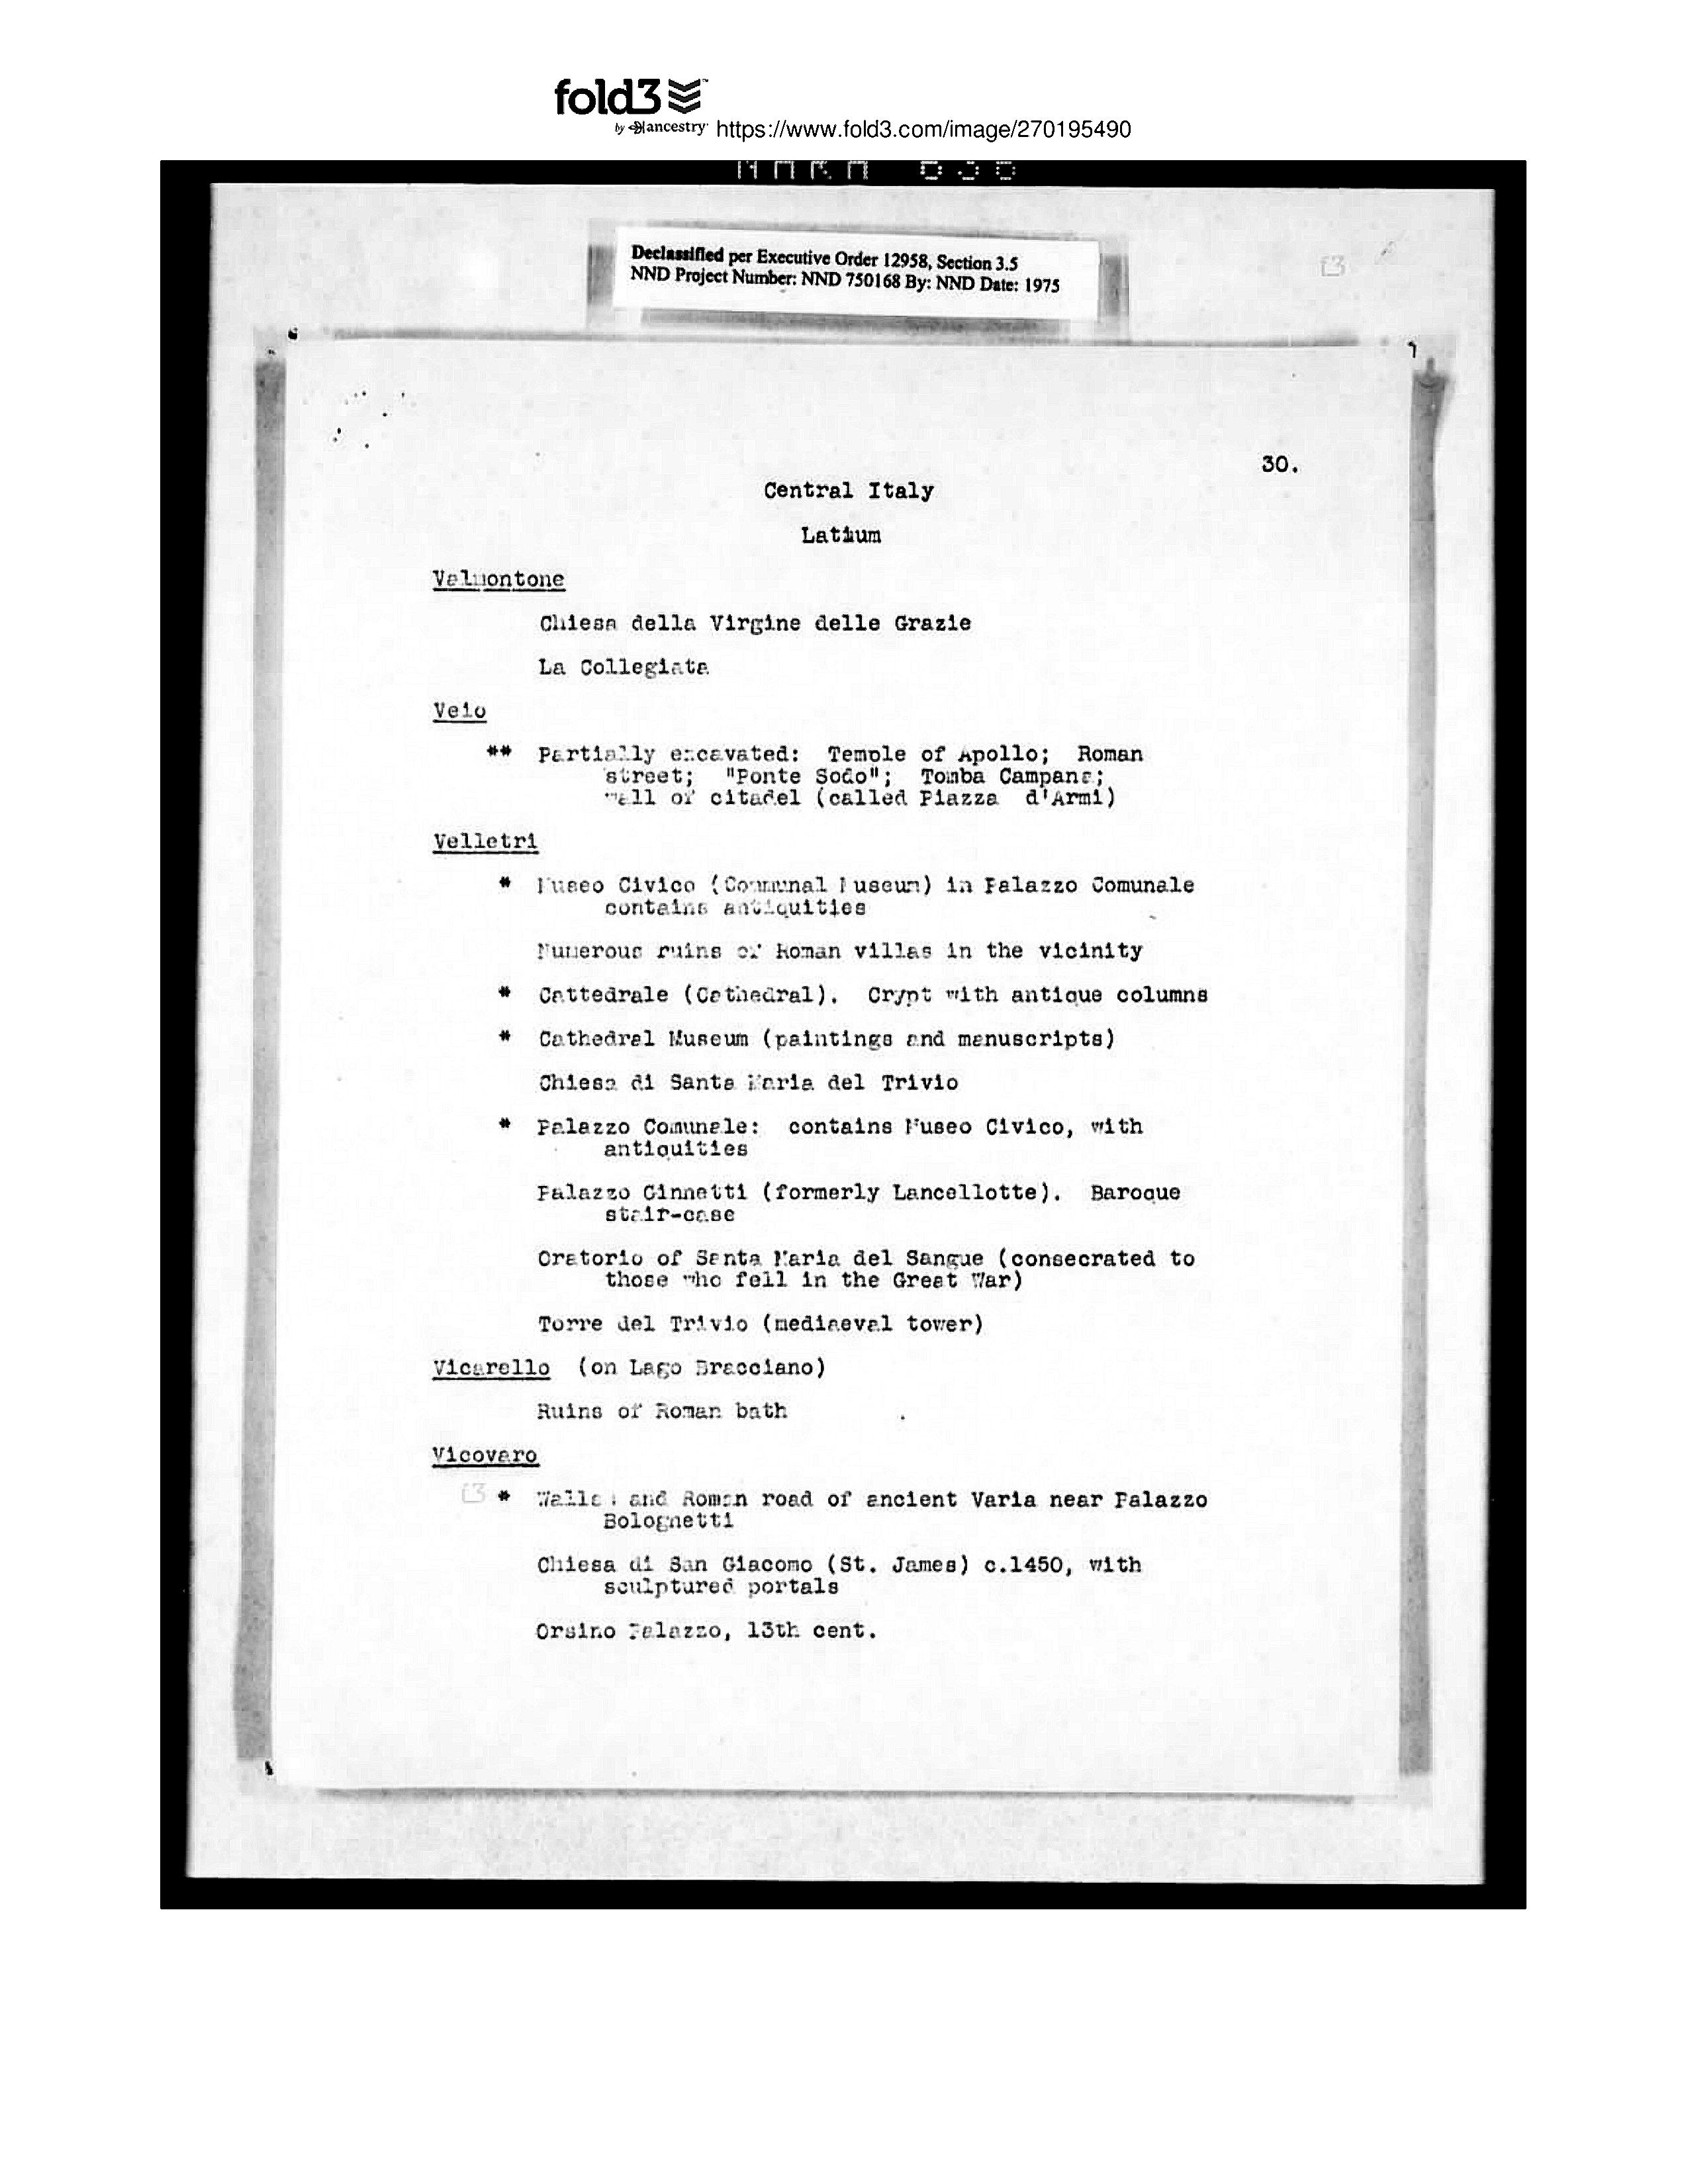 fold3
by ancestry https://www.fold3.com/image/270195490
Declassified per Executive Order 12958, Section 3.5
NND Project Number: NND 750168 By: NND Date: 1975
30.
Central Italy
Latium
Valmontone
Chiesa della Virgine delle Grazie
La Collegiata
Veio
** Partially excavated: Temple of Apollo; Roman
street; "Ponte Sodo"; Tomba Campana;
wall of citadel (called Piazza d'Armi)
Velletri
* Museo Civico (Communal Museum) in Palazzo Comunale
contains antiquities
Numerous ruins of Roman villas in the vicinity
* Cattedrale (Cathedral). Crypt with antique columns
* Cathedral Museum (paintings and manuscripts)
Chiesa di Santa Maria del Trivio
* Palazzo Comunale: contains Museo Civico, with
antiquities
Palazzo Ginnetti (formerly Lancellotte). Baroque
stair-case
Oratorio of Santa Maria del Sangue (consecrated to
those who fell in the Great War)
Torre del Trivio (mediaeval tower)
Vicarello (on Lago Bracciano)
Ruins of Roman bath
Vicovaro
* Walls and Roman road of ancient Varia near Palazzo
Bolognetti
Chiesa di San Giacomo (St. James) c.1450, with
sculptured portals
Orsino Palazzo, 13th cent.